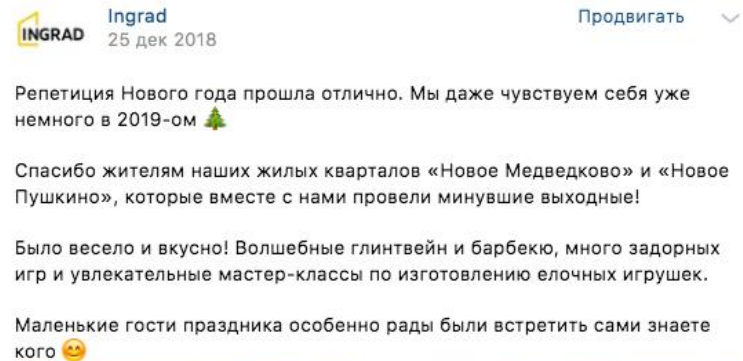 INGRAD
Ingrad
25 дек 2018
Продвигать
Репетиция Нового года прошла отлично. Мы даже чувствуем себя уже
немного в 2019-ом 🎄
Спасибо жителям наших жилых кварталов «Новое Медведково» и «Новое
Пушкино», которые вместе с нами провели минувшие выходные!
Было весело и вкусно! Волшебные глинтвейн и барбекю, много задорных
игр и увлекательные мастер-классы по изготовлению елочных игрушек.
Маленькие гости праздника особенно рады были встретить сами знаете
кого 😊